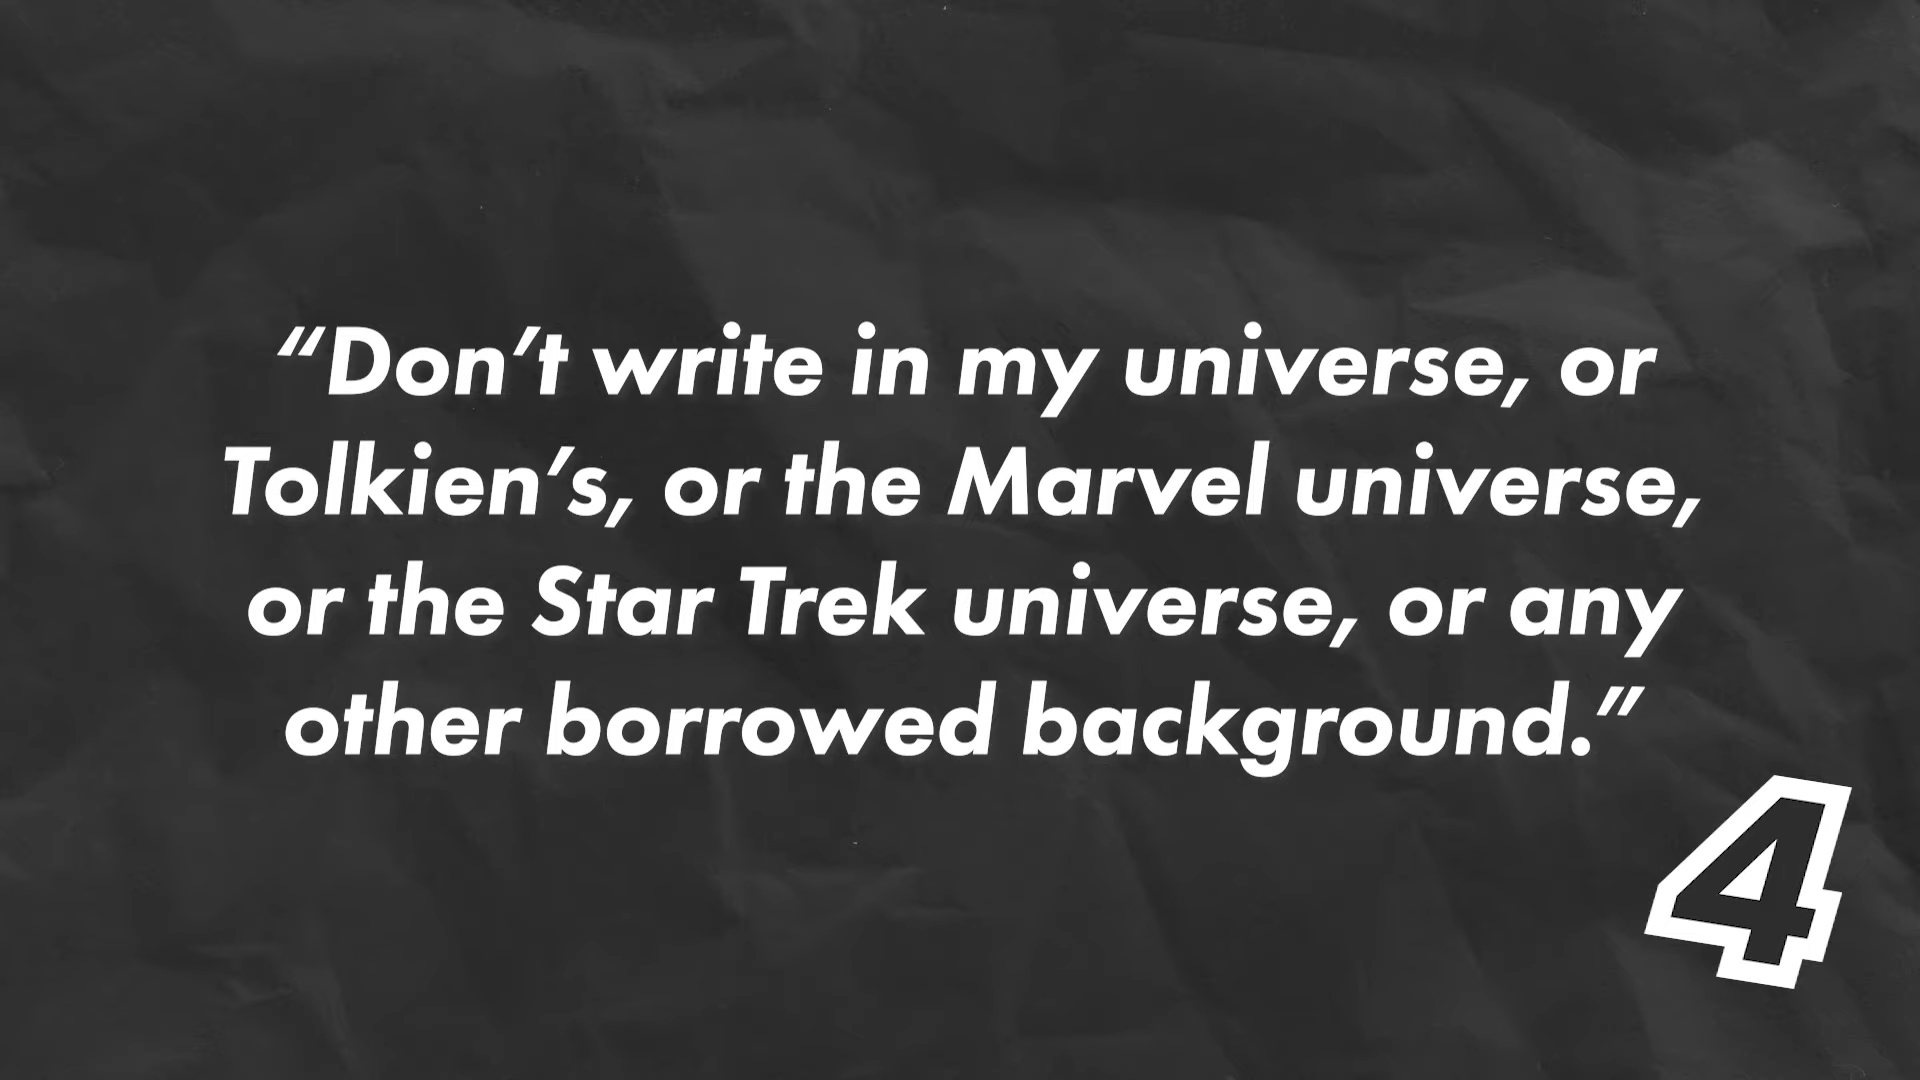 “Don’t write in my universe, or
Tolkien’s, or the Marvel universe,
or the Star Trek universe, or any
other borrowed background.”
4